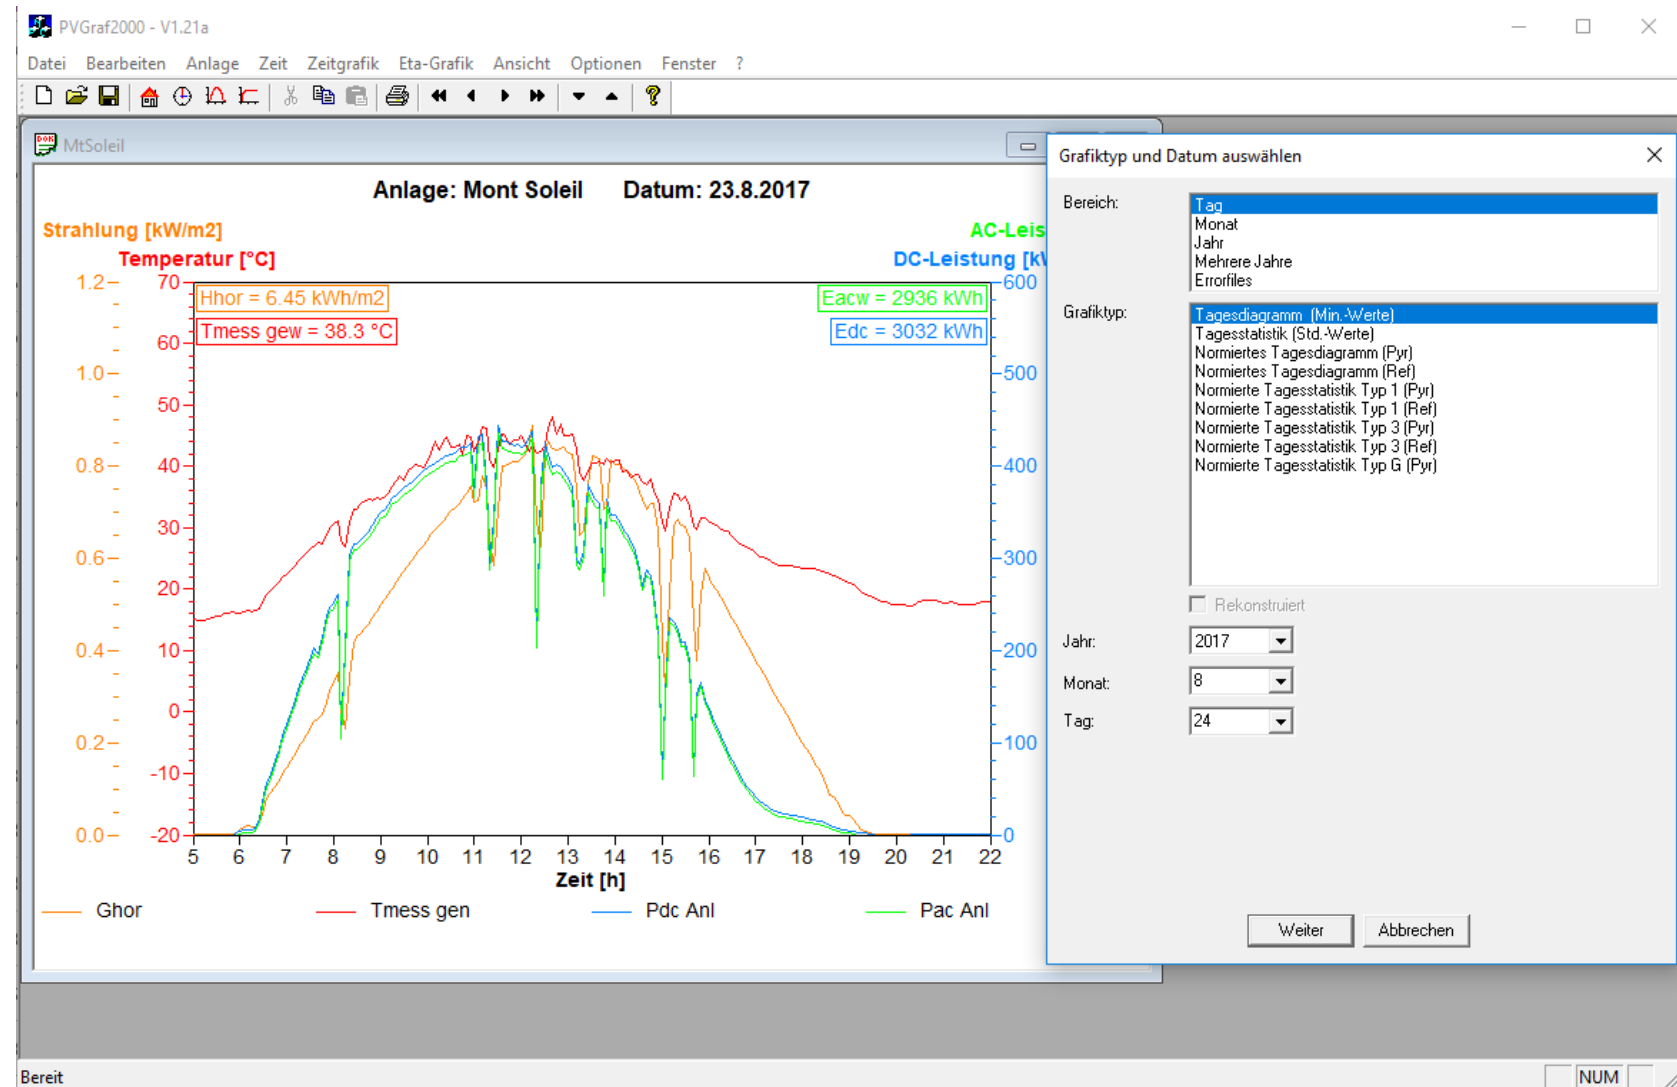 PVGraf2000 - V1.21a
Datei Bearbeiten Anlage Zeit Zeitgrafik Eta-Grafik Ansicht Optionen Fenster ?
MtSoleil
Anlage: Mont Soleil Datum: 23.8.2017
Strahlung [kW/m2]
AC-Leis
Temperatur [°C]
DC-Leistung [k
1.2
70
600
Hhor = 6.45 kWh/m2
Eacw = 2936 kWh
Tmess gew = 38.3 °C
Edc = 3032 kWh
60
1.0
500
50
0.8
40
400
30
0.6
300
20
0.4
10
200
0
0.2
100
-10
0.0
-20
0
5 6 7 8 9 10 11 12 13 14 15 16 17 18 19 20 21 22
Zeit [h]
Ghor Tmess gen Pdc Anl Pac Anl
Grafiktyp und Datum auswählen
Bereich:
Tag
Monat
Jahr
Mehrere Jahre
Errorfiles
Grafiktyp:
Tagesdiagramm (Min.-Werte)
Tagesstatistik (Std.-Werte)
Normiertes Tagesdiagramm (Pyr)
Normiertes Tagesdiagramm (Ref)
Normierte Tagesstatistik Typ 1 (Pyr)
Normierte Tagesstatistik Typ 1 (Ref)
Normierte Tagesstatistik Typ 3 (Pyr)
Normierte Tagesstatistik Typ 3 (Ref)
Normierte Tagesstatistik Typ G (Pyr)
Rekonstruiert
Jahr: 2017
Monat: 8
Tag: 24
Weiter Abbrechen
Bereit
NUM